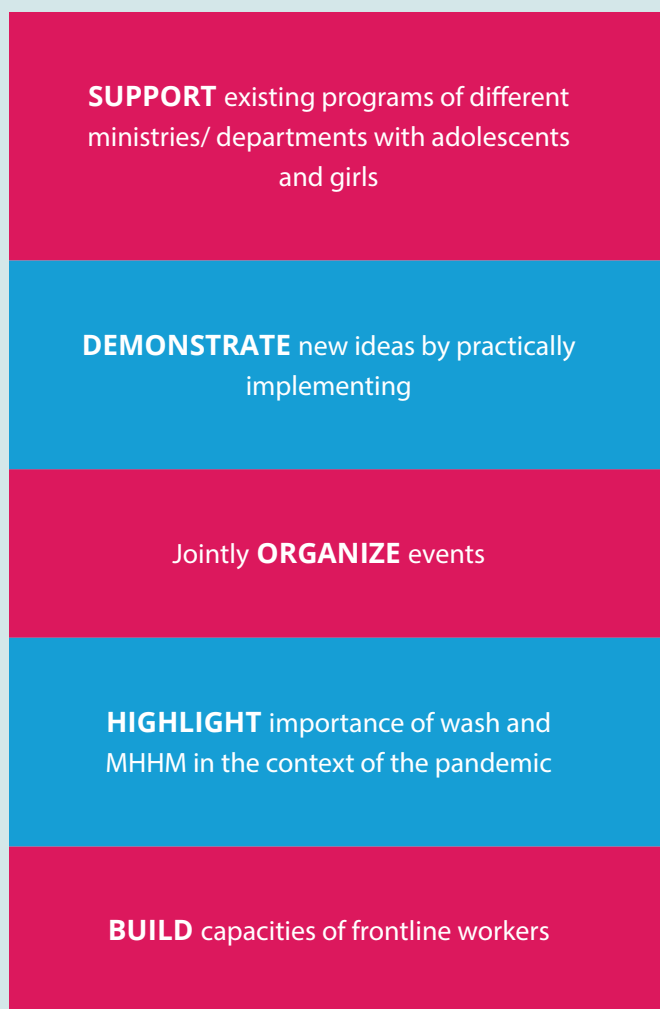 SUPPORT existing programs of different
ministries/ departments with adolescents
and girls
DEMONSTRATE new ideas by practically
implementing
Jointly ORGANIZE events
HIGHLIGHT importance of wash and
MHHM in the context of the pandemic
BUILD capacities of frontline workers